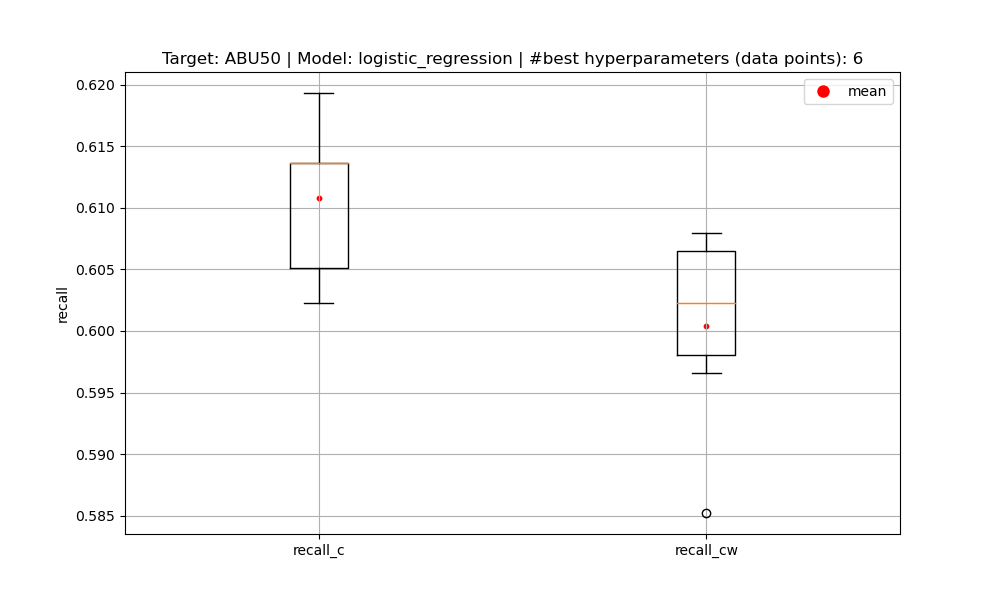 Target: ABU50 | Model: logistic_regression | #best hyperparameters (data points): 6
mean
recall
0.620
0.615
0.610
0.605
0.600
0.595
0.590
0.585
recall_c
recall_cw